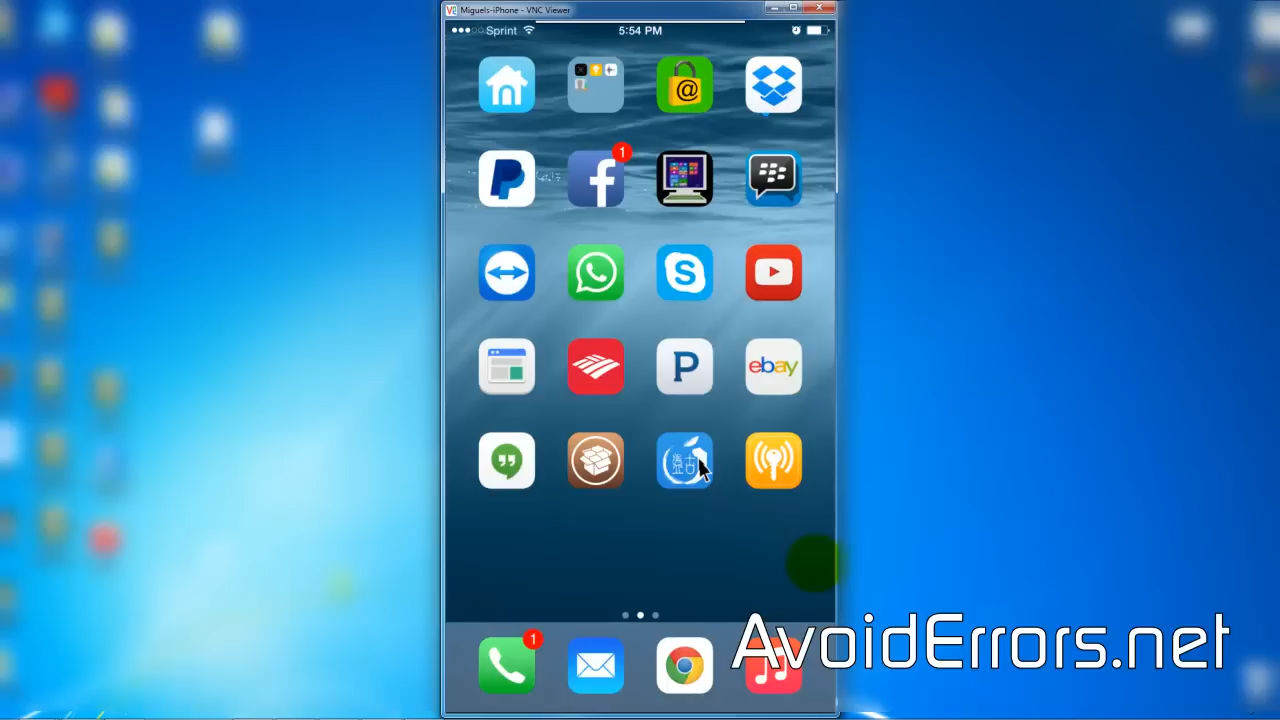 Miguels-iPhone - VNC Viewer
Sprint
5:54 PM
@
1
S
P
ebay
1
AvoidErrors.net